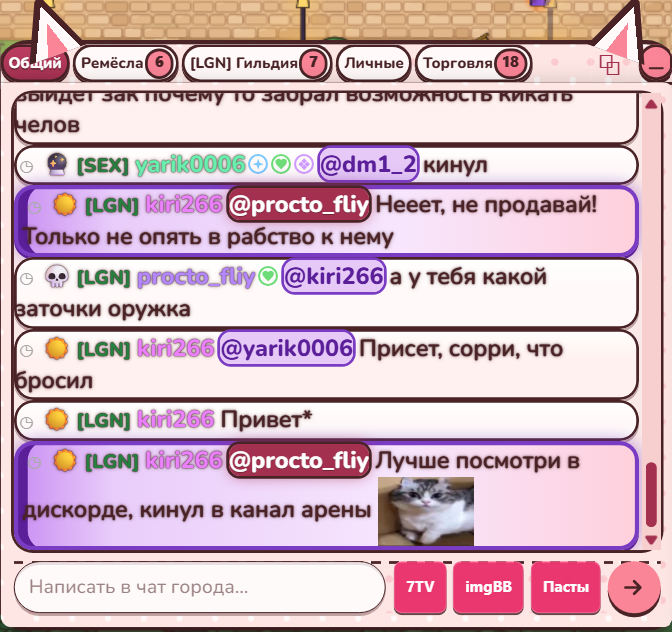 Общий
Ремёсла 6
[LGN] Гильдия 7
Личные
Торговля 18
выйдет зак почему то забрал возможность кикать
челов
[SEX] yarik0006 @dm1_2 кинул
[LGN] kiri266 @procto_fliy Нееет, не продавай!
Только не опять в рабство к нему
[LGN] procto_fliy @kiri266 а у тебя какой
заточки оружка
[LGN] kiri266 @yarik0006 Присет, сорри, что
бросил
[LGN] kiri266 Привет*
[LGN] kiri266 @procto_fliy Лучше посмотри в
дискорде, кинул в канал арены
Написать в чат города...
7TV
imgBB
Пасты